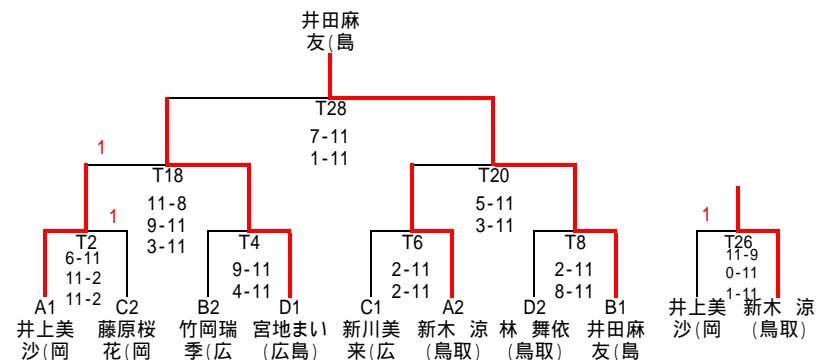 井田麻
友(島
T28
7-11
1-11
1
T18
11-8
9-11
3-11
T20
5-11
3-11
1
T2
6-11
11-2
11-2
T4
9-11
4-11
T6
2-11
2-11
T8
2-11
8-11
1
T26
11-9
0-11
1-11
A1
C2
B2
D1
C1
A2
D2
B1
井上美
沙(岡
藤原桜
花(岡
竹岡瑞
季(広
宮地まい
(広島)
新川美
来(広
新木 涼
(鳥取)
林 舞依
(鳥取)
井田麻
友(島
井上美
沙(岡
新木 涼
(鳥取)